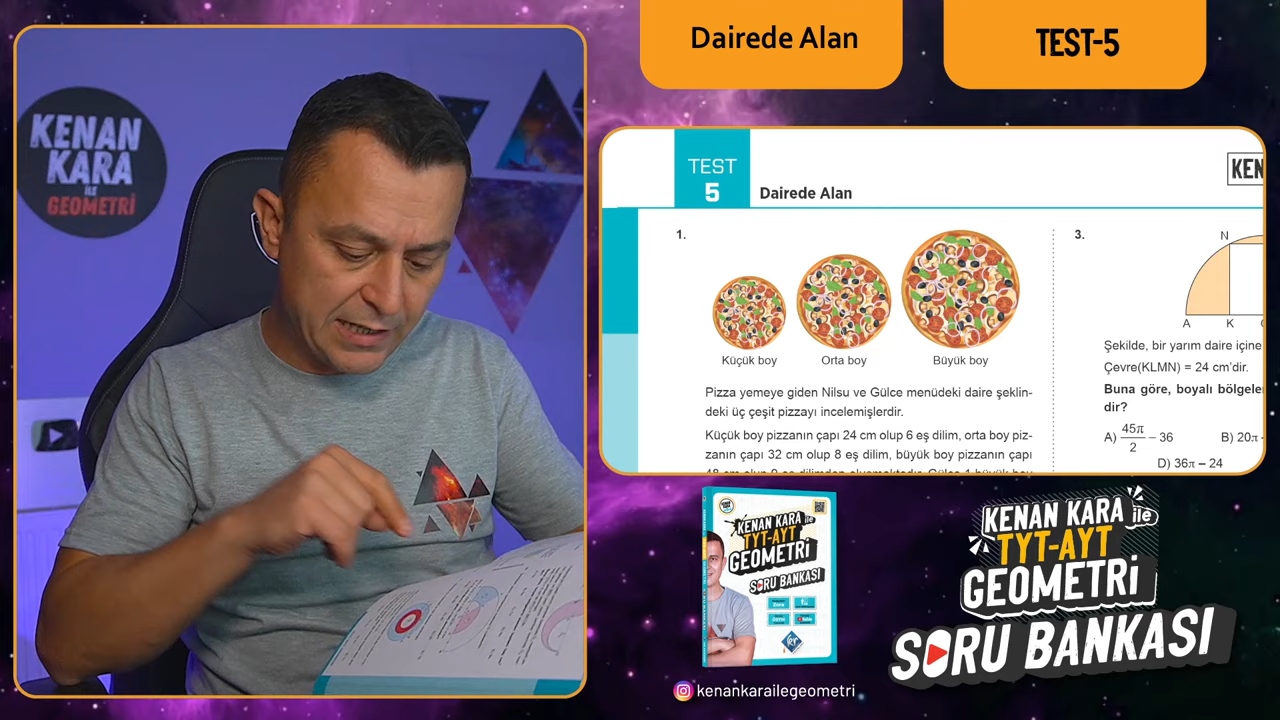 Dairede Alan
TEST-5
KENAN
KARA
İLE
GEOMETRİ
TEST
5
Dairede Alan
KEN
1.
Küçük boy
Orta boy
Büyük boy
Pizza yemeye giden Nilsu ve Gülce menüdeki daire şeklin-
deki üç çeşit pizzayı incelemişlerdir.
Küçük boy pizzanın çapı 24 cm olup 6 eş dilim, orta boy piz-
zanın çapı 32 cm olup 8 eş dilim, büyük boy pizzanın çapı
3.
N
A
K
Şekilde, bir yarım daire içine
Çevre(KLMN) = 24 cm'dir.
Buna göre, boyalı bölgele
dir?
A) 45π/2 – 36
B) 20π
D) 36π – 24
KENAN KARA ile
TYT-AYT
GEOMETRİ
SORU BANKASI
KENAN KARA ile
TYT-AYT
GEOMETRİ
SORU BANKASI
kenankarailegeometri